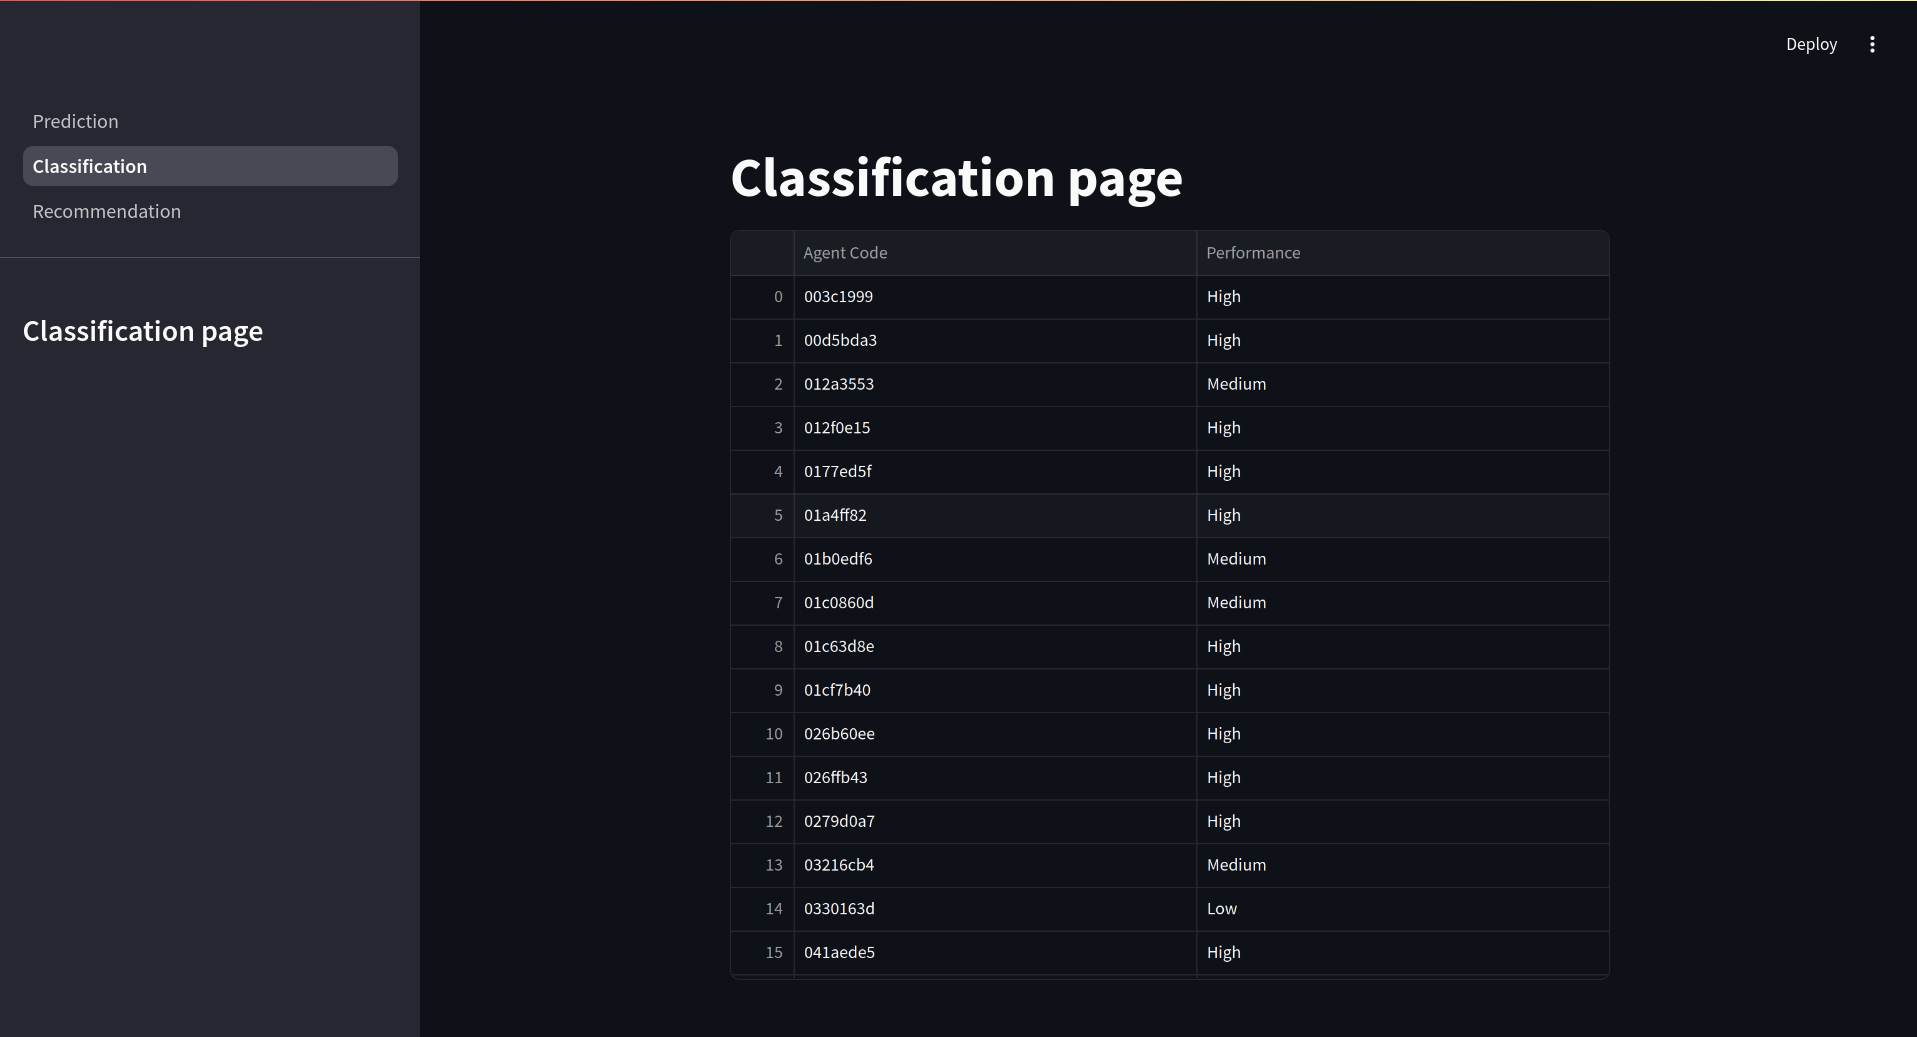 Deploy
Prediction
Classification
Recommendation
Classification page
Classification page
Agent Code Performance
0 003c1999 High
1 00d5bda3 High
2 012a3553 Medium
3 012f0e15 High
4 0177ed5f High
5 01a4ff82 High
6 01b0edf6 Medium
7 01c0860d Medium
8 01c63d8e High
9 01cf7b40 High
10 026b60ee High
11 026ffb43 High
12 0279d0a7 High
13 03216cb4 Medium
14 0330163d Low
15 041aede5 High